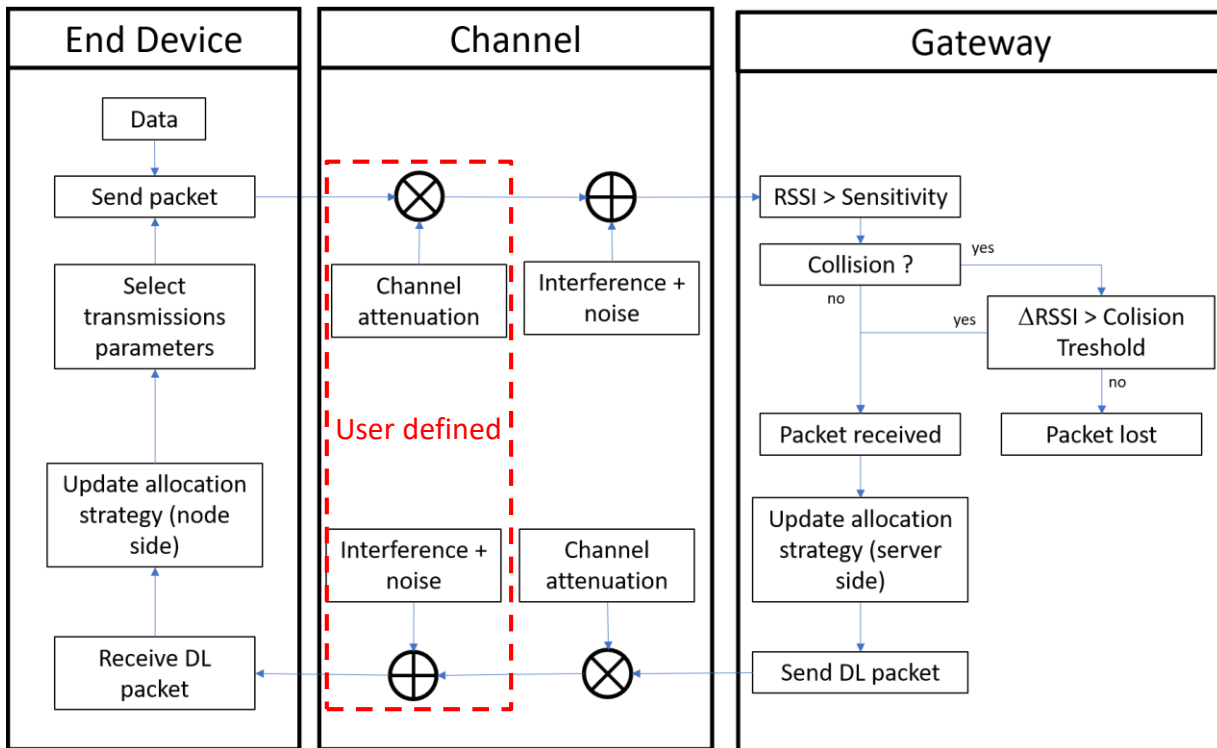 End Device
Channel
Gateway
Data
Send packet
Select
transmissions
parameters
Update allocation
strategy (node
side)
Receive DL
packet
Channel
attenuation
Interference +
noise
User defined
Interference +
noise
Channel
attenuation
RSSI > Sensitivity
Collision ?
yes
no
yes
ΔRSSI > Colision
Treshold
no
Packet received
Packet lost
Update allocation
strategy (server
side)
Send DL packet